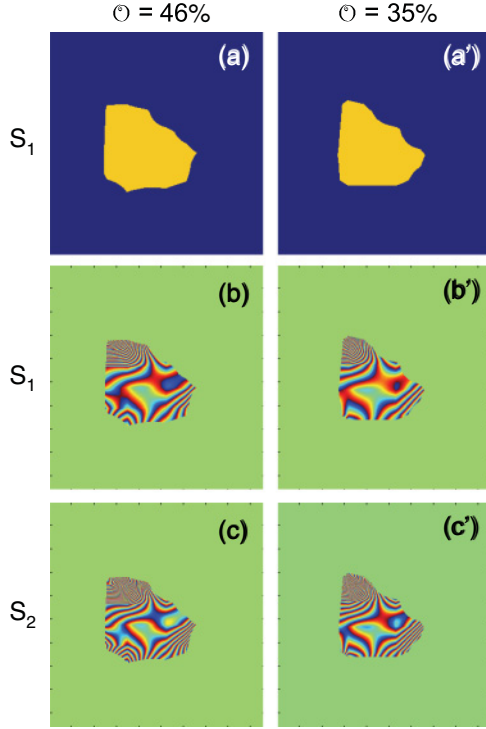 ℴ = 46% ℴ = 35%
(a) (a’)
S₁
(b) (b’)
S₁
(c) (c’)
S₂